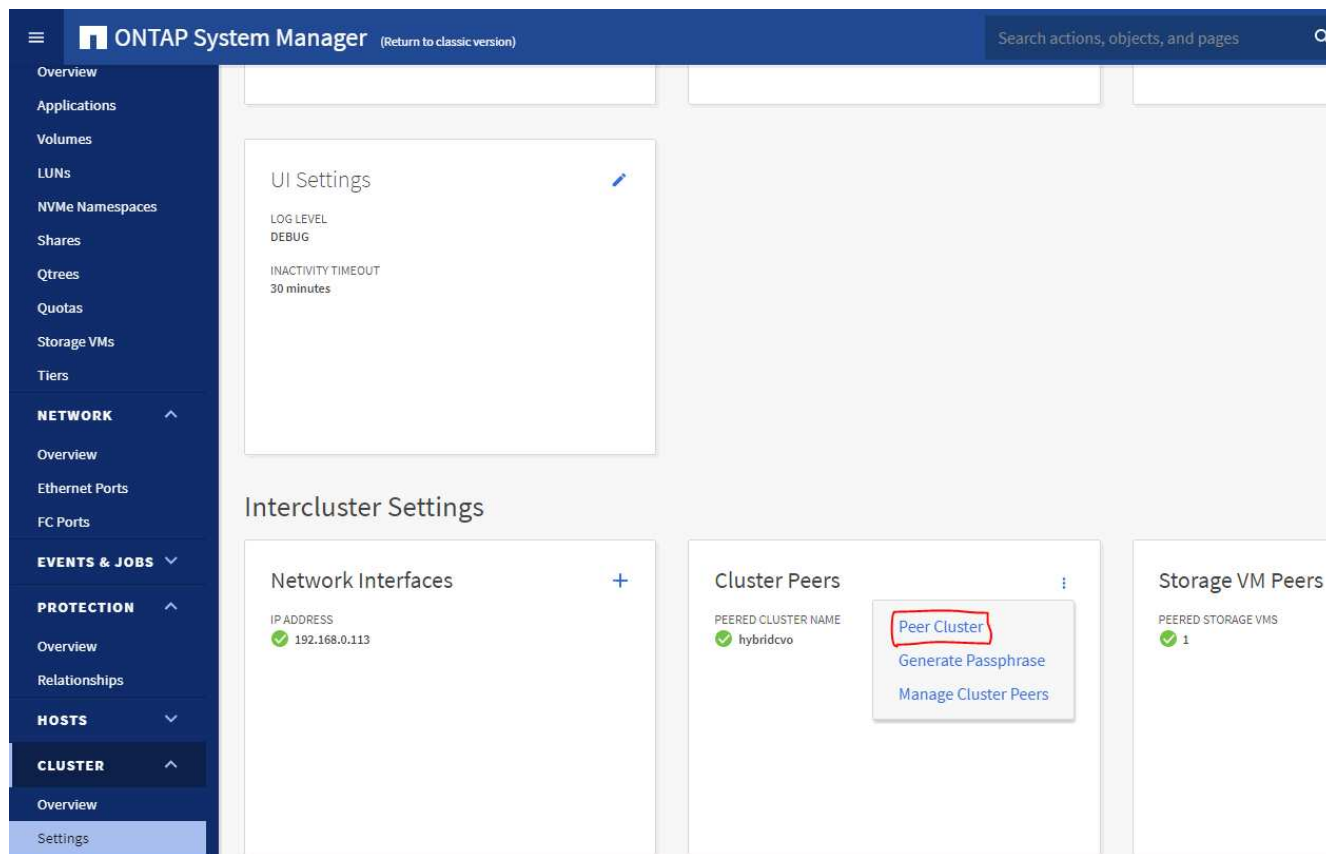 ONTAP System Manager (Return to classic version)
Search actions, objects, and pages
Overview
Applications
Volumes
LUNs
NVMe Namespaces
Shares
Qtrees
Quotas
Storage VMs
Tiers
NETWORK
Overview
Ethernet Ports
FC Ports
EVENTS & JOBS
PROTECTION
Overview
Relationships
HOSTS
CLUSTER
Overview
Settings
UI Settings
LOG LEVEL
DEBUG
INACTIVITY TIMEOUT
30 minutes
Intercluster Settings
Network Interfaces
IP ADDRESS
192.168.0.113
Cluster Peers
PEERED CLUSTER NAME
hybridcvo
Peer Cluster
Generate Passphrase
Manage Cluster Peers
Storage VM Peers
PEERED STORAGE VMS
1